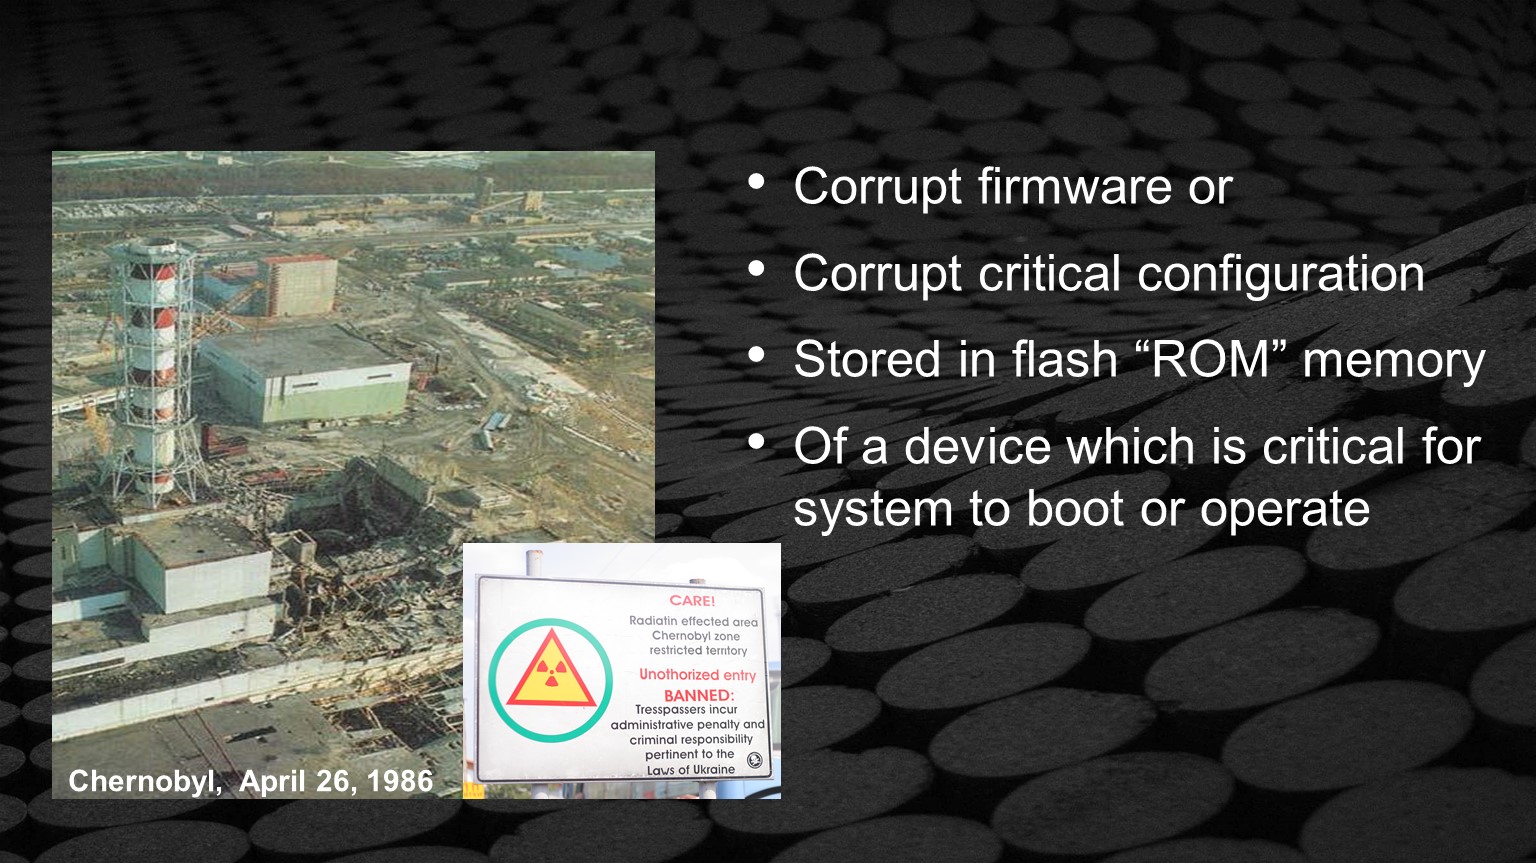 • Corrupt firmware or
• Corrupt critical configuration
• Stored in flash “ROM” memory
• Of a device which is critical for
system to boot or operate
CARE!
Radiatin effected area
Chernobyl zone
restricted territory
Unothorized entry
BANNED:
Tresspassers incur
administrative penalty and
criminal responsibility
pertinent to the
Laws of Ukraine
Chernobyl, April 26, 1986